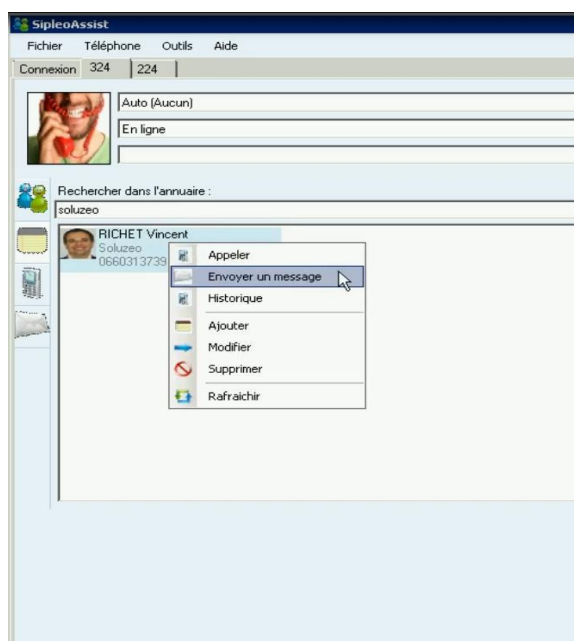 SipleoAssist
Fichier Téléphone Outils Aide
Connexion 324 224
Auto (Aucun)
En ligne
Rechercher dans l'annuaire :
soluzeo
RICHET Vincent
Soluzeo
0660313739
Appeler
Envoyer un message
Historique
Ajouter
Modifier
Supprimer
Rafraichir